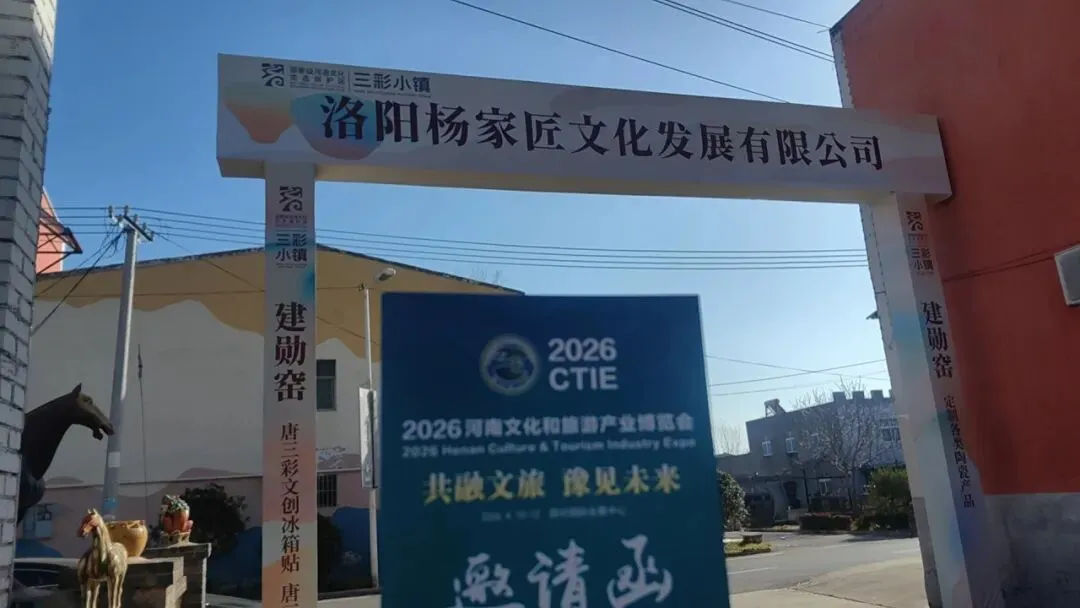 三彩小镇
洛阳杨家匠文化发展有限公司
三彩小镇
建勋窑
唐三彩文创冰箱贴 唐
三彩小镇
建勋窑
定制各类陶瓷产品
2026
CTIE
2026河南文化和旅游产业博览会
2026 Henan Culture & Tourism Industry Expo
共融文旅 豫见未来
邀请函